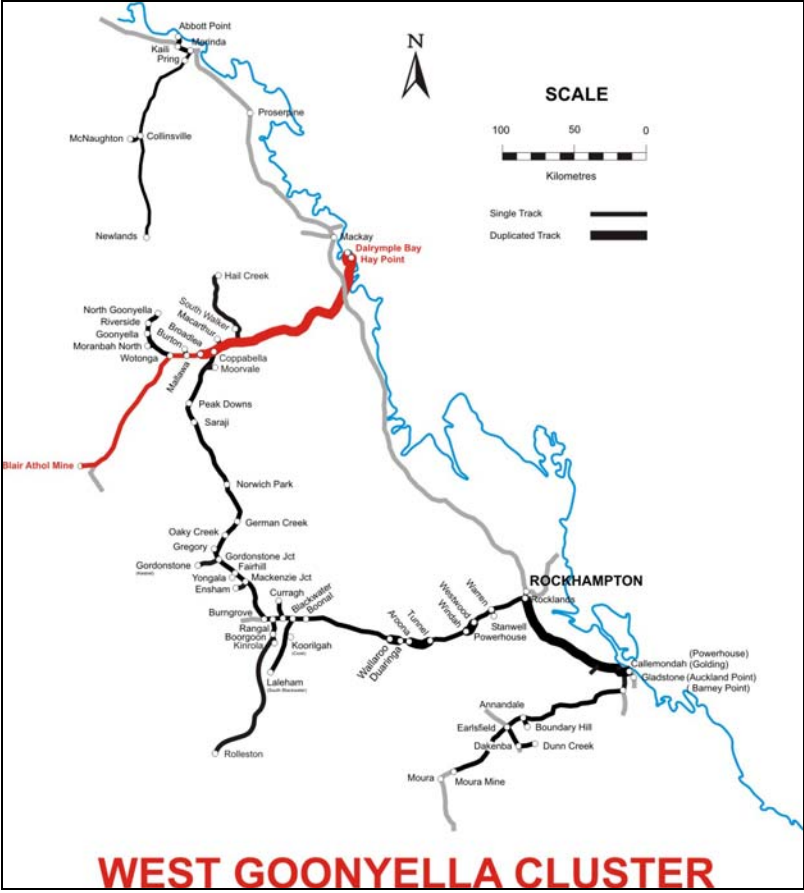 Abbott Point
Kaili
Merinda
Pring
N
SCALE
100
50
0
Kilometres
Single Track
Duplicated Track
Proserpine
McNaughton
Collinsville
Newlands
Mackay
Dalrymple Bay
Hay Point
Hail Creek
North Goonyella
South Walker
Riverside
Macarthur
Goonyella
Broadlea
Burton
Moranbah North
Wotonga
Mallawa
Coppabella
Moorvale
Peak Downs
Saraji
Blair Athol Mine
Norwich Park
German Creek
Oaky Creek
Gregory
Gordonstone Jct
Gordonstone
(Kestrel)
Fairhill
Yongala
Mackenzie Jct
Ensham
Curragh
Blackwater
Boonal
Burngrove
Rangal
Boorgoon
Kinrola
Koorilgah
(Cook)
Laleham
(South Blackwater)
Rolleston
Wallaroo
Duaringa
Aroona
Tunnel
Windah
Westwood
Warren
Stanwell
Powerhouse
ROCKHAMPTON
Rocklands
Callemondah
(Powerhouse)
(Golding)
Gladstone
(Auckland Point)
( Barney Point)
Annandale
Earlsfield
Boundary Hill
Dakenba
Dunn Creek
Moura
Moura Mine
WEST GOONYELLA CLUSTER